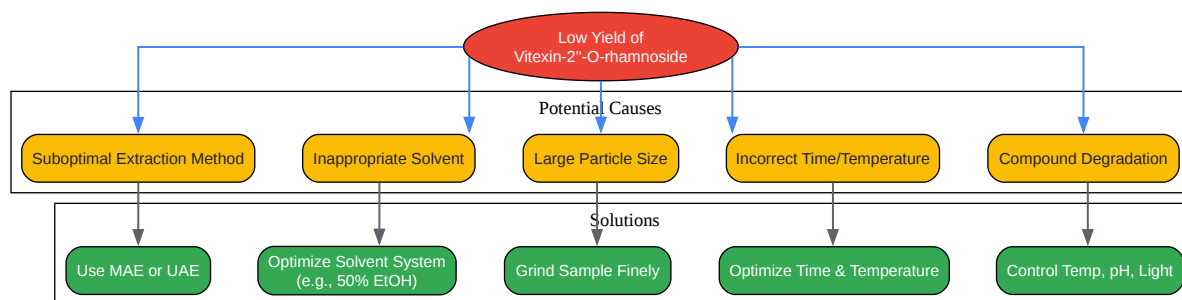 Low Yield of
Vitexin-2"-O-rhamnoside
Potential Causes
Suboptimal Extraction Method
Inappropriate Solvent
Large Particle Size
Incorrect Time/Temperature
Compound Degradation
Solutions
Use MAE or UAE
Optimize Solvent System
(e.g., 50% EtOH)
Grind Sample Finely
Optimize Time & Temperature
Control Temp, pH, Light